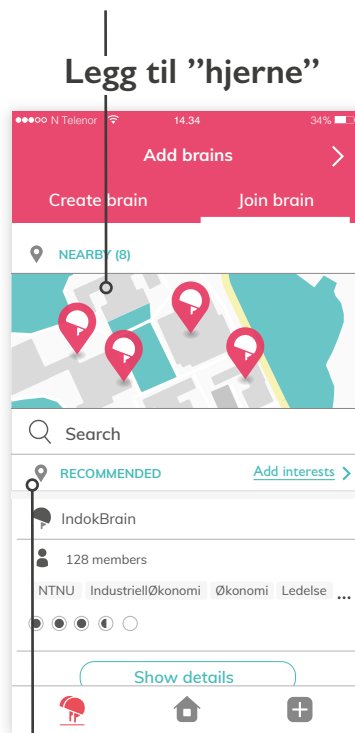 Legg til ”hjerne”
N Telenor 14.34 34%
Add brains
Create brain Join brain
NEARBY (8)
Search
RECOMMENDED Add interests
IndokBrain
128 members
NTNU IndustriellØkonomi Økonomi Ledelse ...
Show details